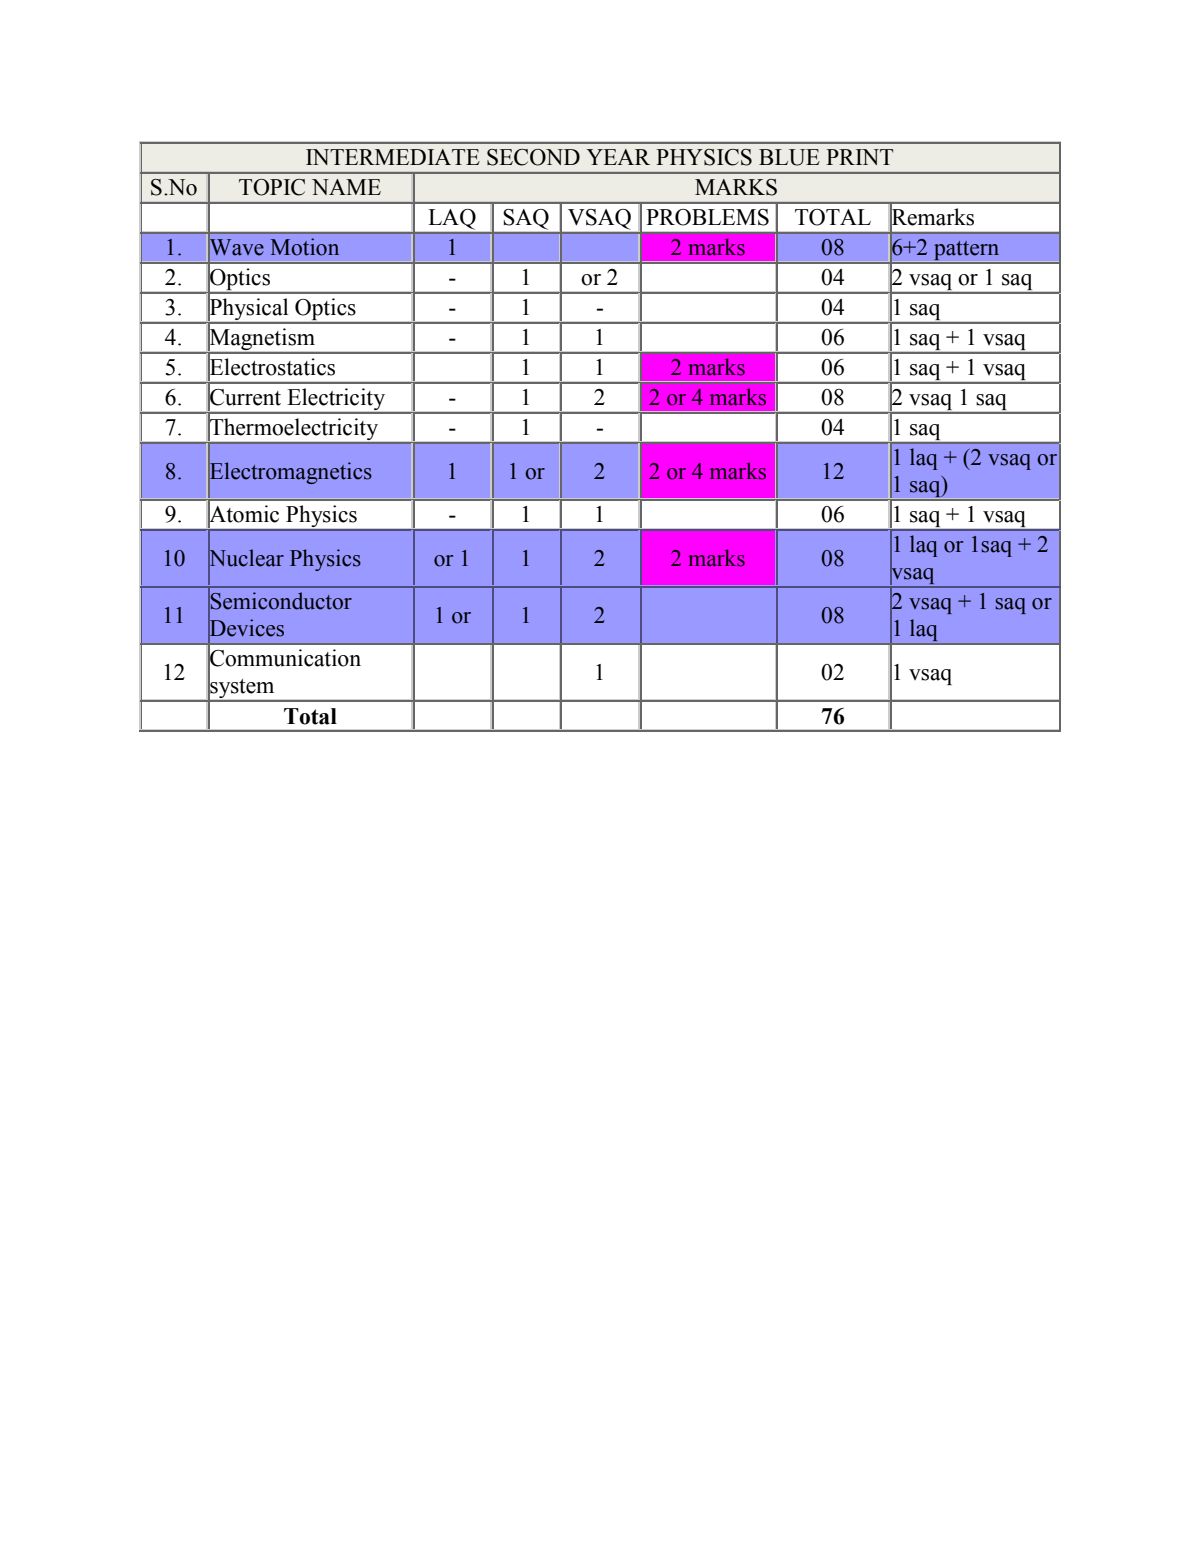 INTERMEDIATE SECOND YEAR PHYSICS BLUE PRINT
S.No TOPIC NAME MARKS
LAQ SAQ VSAQ PROBLEMS TOTAL Remarks
1. Wave Motion 1 2 marks 08 6+2 pattern
2. Optics - 1 or 2 04 2 vsaq or 1 saq
3. Physical Optics - 1 - 04 1 saq
4. Magnetism - 1 1 06 1 saq + 1 vsaq
5. Electrostatics 1 1 2 marks 06 1 saq + 1 vsaq
6. Current Electricity - 1 2 2 or 4 marks 08 2 vsaq 1 saq
7. Thermoelectricity - 1 - 04 1 saq
8. Electromagnetics 1 1 or 2 2 or 4 marks 12 1 laq + (2 vsaq or
1 saq)
9. Atomic Physics - 1 1 06 1 saq + 1 vsaq
10 Nuclear Physics or 1 1 2 2 marks 08 1 laq or 1saq + 2
vsaq
11 Semiconductor
Devices 1 or 1 2 08 2 vsaq + 1 saq or
1 laq
12 Communication
system 1 02 1 vsaq
Total 76